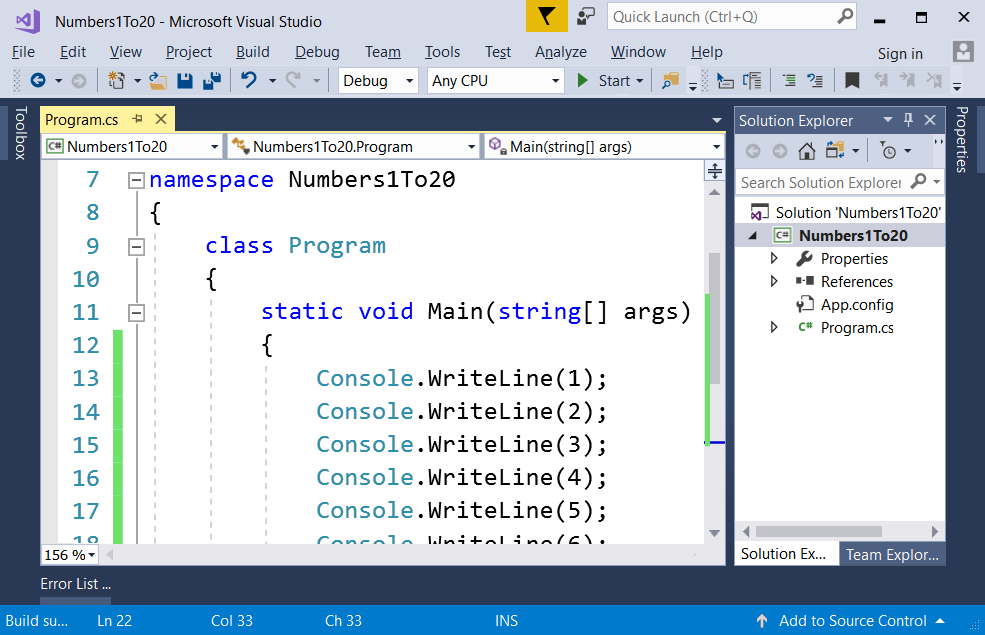 Numbers1To20 - Microsoft Visual Studio
Quick Launch (Ctrl+Q)
File Edit View Project Build Debug Team Tools Test Analyze Window Help Sign in
Debug Any CPU Start
Toolbox
Program.cs
Numbers1To20 Numbers1To20.Program Main(string[] args)
7 namespace Numbers1To20
8 {
9 class Program
10 {
11 static void Main(string[] args)
12 {
13 Console.WriteLine(1);
14 Console.WriteLine(2);
15 Console.WriteLine(3);
16 Console.WriteLine(4);
17 Console.WriteLine(5);
18 Console.WriteLine(6);
156 %
Solution Explorer
Search Solution Explorer
Solution 'Numbers1To20'
C# Numbers1To20
Properties
References
App.config
C# Program.cs
Solution Ex... Team Explor...
Properties
Error List ...
Build su... Ln 22 Col 33 Ch 33 INS Add to Source Control